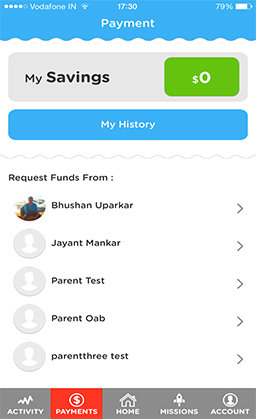 Vodafone IN 17:30 79%
Payment
My Savings $0
My History
Request Funds From :
Bhushan Uparkar
Jayant Mankar
Parent Test
Parent Oab
parentthree test
ACTIVITY PAYMENTS HOME MISSIONS ACCOUNT